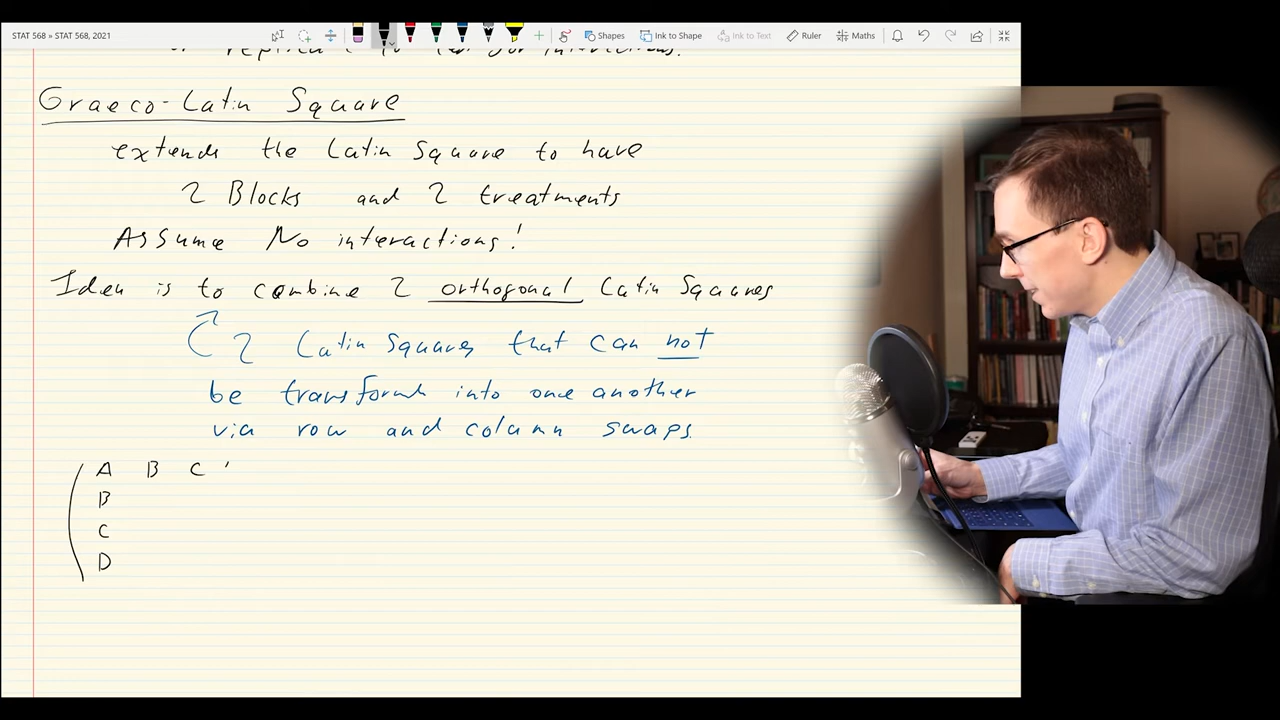 STAT 568 » STAT 568, 2021
Shapes
Ink to Shape
Ink to Text
Ruler
Maths
Graeco-Latin Square
extends the Latin Square to have
2 Blocks and 2 treatments
Assume No interactions!
Idea is to combine 2 orthogonal Latin Squares
2 Latin Squares that can not
be transform into one another
via row and column swaps.
A B C
B
C
D